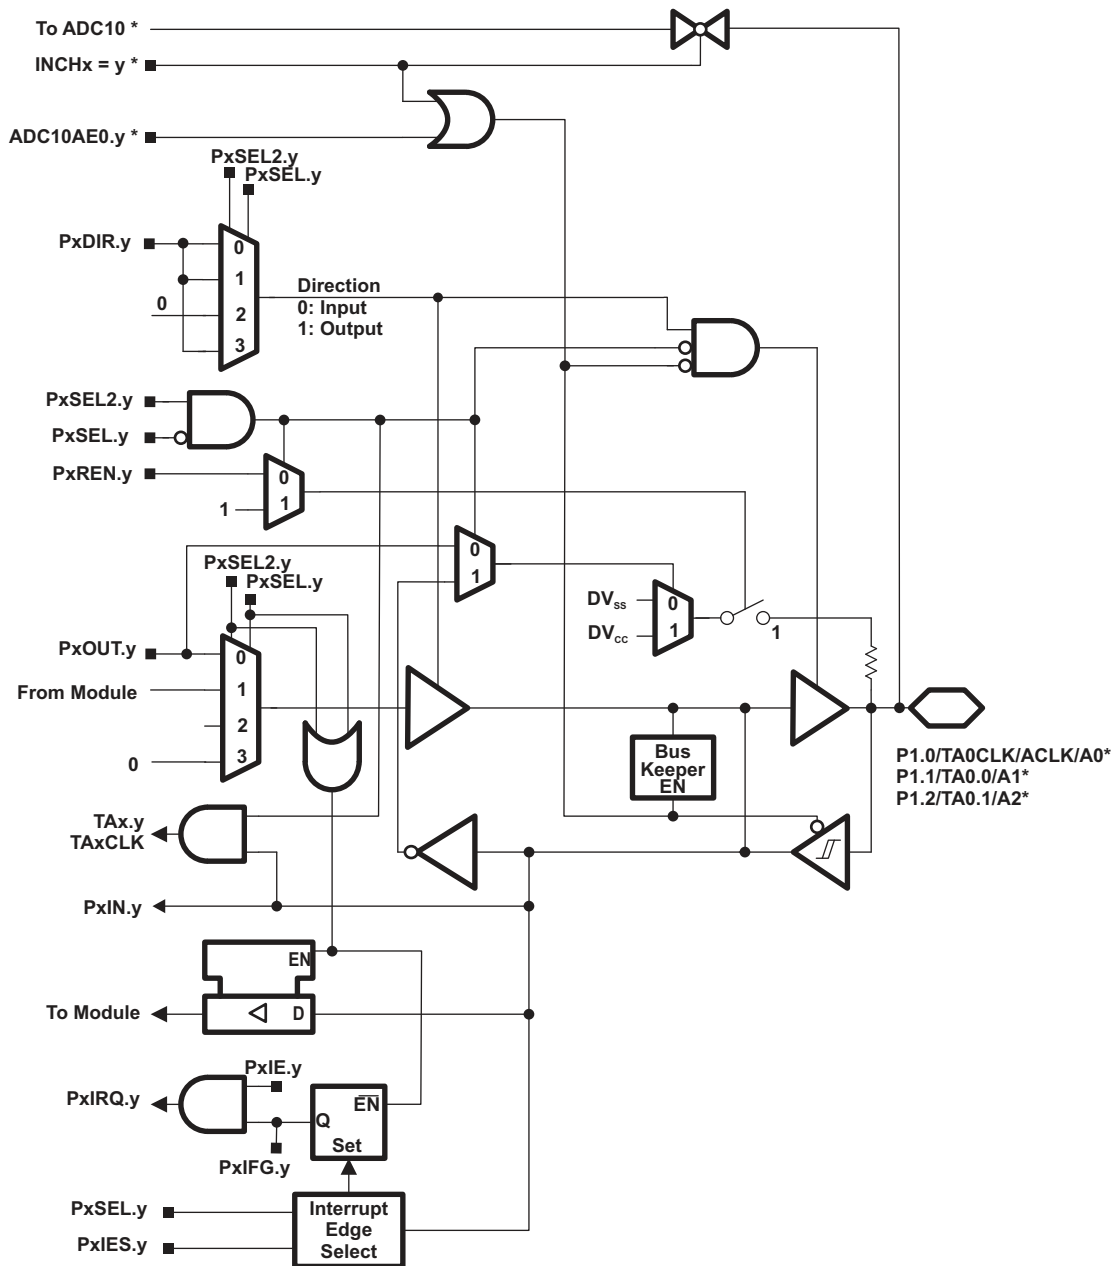 To ADC10 *
INCHx = y *
ADC10AE0.y *
PxSEL2.y
PxSEL.y
PxDIR.y
0
1
0
2
3
Direction
0: Input
1: Output
PxSEL2.y
PxSEL.y
PxREN.y
0
1
1
0
1
PxSEL2.y
PxSEL.y
DVSS
0
DVCC
1
1
PxOUT.y
0
From Module
1
2
0
3
Bus
Keeper
EN
P1.0/TA0CLK/ACLK/A0*
P1.1/TA0.0/A1*
P1.2/TA0.1/A2*
TAx.y
TAxCLK
PxIN.y
EN
To Module
D
PxIE.y
PxIRQ.y
EN
Q
Set
PxIFG.y
PxSEL.y
PxIES.y
Interrupt
Edge
Select